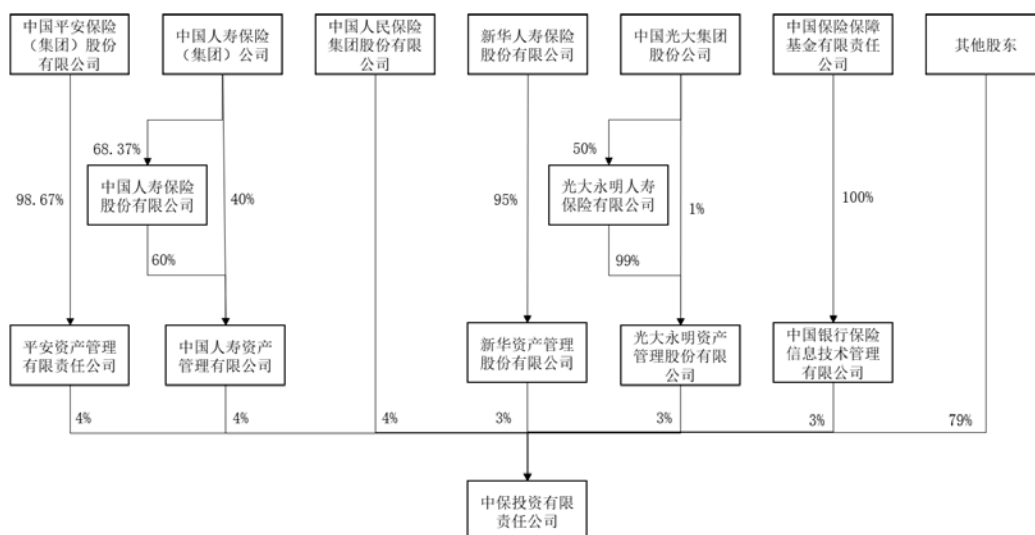 中国平安保险
（集团）股份
有限公司
中国人寿保险
（集团）公司
中国人民保险
集团股份有限
公司
新华人寿保险
股份有限公司
中国光大集团
股份公司
中国保险保障
基金有限责任
公司
其他股东
68.37%
50%
中国人寿保险
股份有限公司
光大永明人寿
保险有限公司
98.67%
40%
95%
1%
100%
60%
99%
平安资产管理
有限责任公司
中国人寿资产
管理有限公司
新华资产管理
股份有限公司
光大永明资产
管理股份有限
公司
中国银行保险
信息技术管理
有限公司
4%
4%
4%
3%
3%
3%
79%
中保投资有限
责任公司